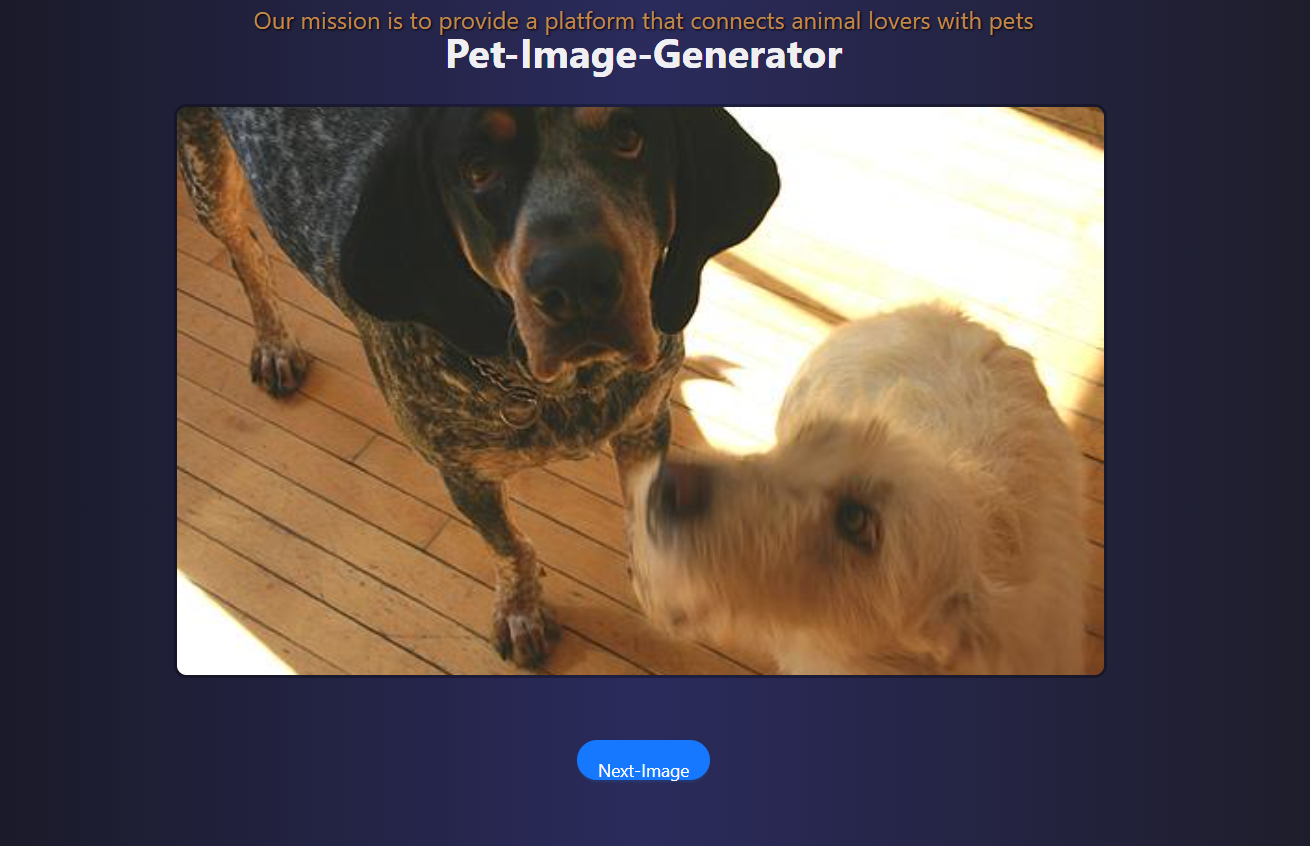 Our mission is to provide a platform that connects animal lovers with pets
Pet-Image-Generator
Next-Image